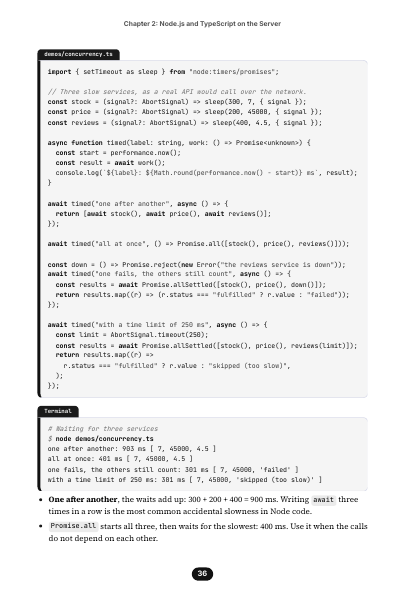 Chapter 2: Node.js and TypeScript on the Server
demos/concurrency.ts
import { setTimeout as sleep } from "node:timers/promises";
// Three slow services, as a real API would call over the network.
const stock = (signal?: AbortSignal) => sleep(300, 7, { signal });
const price = (signal?: AbortSignal) => sleep(200, 45000, { signal });
const reviews = (signal?: AbortSignal) => sleep(400, 4.5, { signal });
async function timed(label: string, work: () => Promise<unknown>) {
  const start = performance.now();
  const result = await work();
  console.log(`${label}: ${Math.round(performance.now() - start)} ms`, result);
}
await timed("one after another", async () => {
  return [await stock(), await price(), await reviews()];
});
await timed("all at once", () => Promise.all([stock(), price(), reviews()]));
const down = () => Promise.reject(new Error("the reviews service is down"));
await timed("one fails, the others still count", async () => {
  const results = await Promise.allSettled([stock(), price(), down()]);
  return results.map((r) => (r.status === "fulfilled" ? r.value : "failed"));
});
await timed("with a time limit of 250 ms", async () => {
  const limit = AbortSignal.timeout(250);
  const results = await Promise.allSettled([stock(), price(), reviews(limit)]);
  return results.map((r) =>
    r.status === "fulfilled" ? r.value : "skipped (too slow)",
  );
});
Terminal
# Waiting for three services
$ node demos/concurrency.ts
one after another: 903 ms [ 7, 45000, 4.5 ]
all at once: 401 ms [ 7, 45000, 4.5 ]
one fails, the others still count: 301 ms [ 7, 45000, 'failed' ]
with a time limit of 250 ms: 301 ms [ 7, 45000, 'skipped (too slow)' ]
• One after another, the waits add up: 300 + 200 + 400 = 900 ms. Writing await three
times in a row is the most common accidental slowness in Node code.
• Promise.all starts all three, then waits for the slowest: 400 ms. Use it when the calls
do not depend on each other.
36